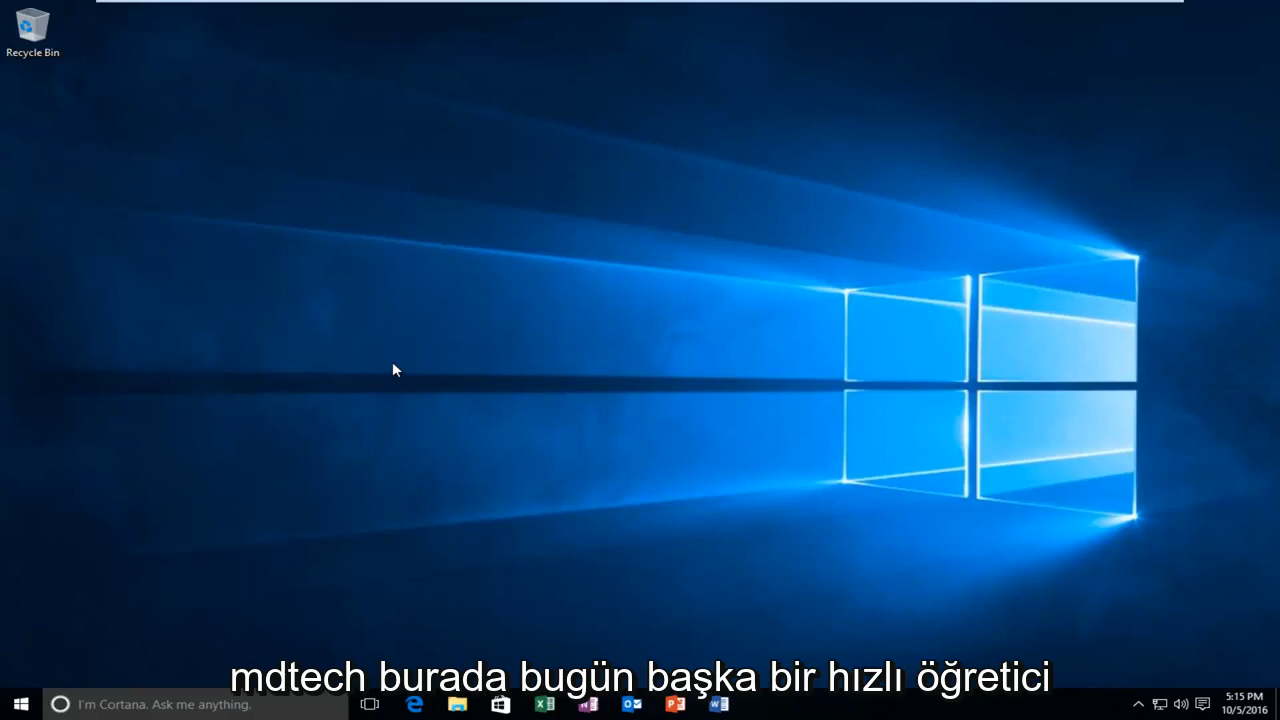 Recycle Bin
mdtech burada bugün başka bir hızlı öğretici
I'm Cortana. Ask me anything.
5:15 PM
10/5/2016